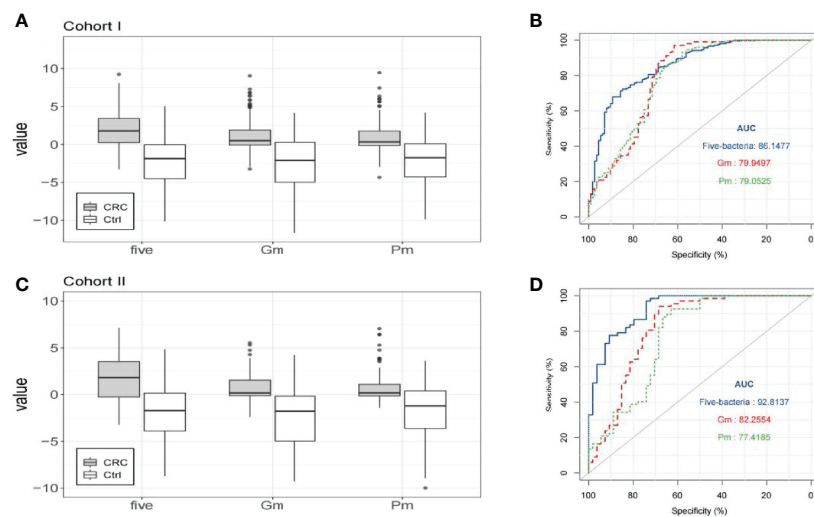 A
Cohort I
10
5
0
−5
−10
value
CRC
Ctrl
five
Gm
Pm
B
100
80
60
40
20
0
Sensitivity (%)
AUC
Five-bacteria: 86.1477
Gm : 79.9497
Pm : 79.0525
100 80 60 40 20 0
Specificity (%)
C
Cohort II
10
5
0
−5
−10
value
CRC
Ctrl
five
Gm
Pm
D
100
80
60
40
20
0
Sensitivity (%)
AUC
Five-bacteria : 92.8137
Gm : 82.2554
Pm : 77.4185
100 80 60 40 20 0
Specificity (%)